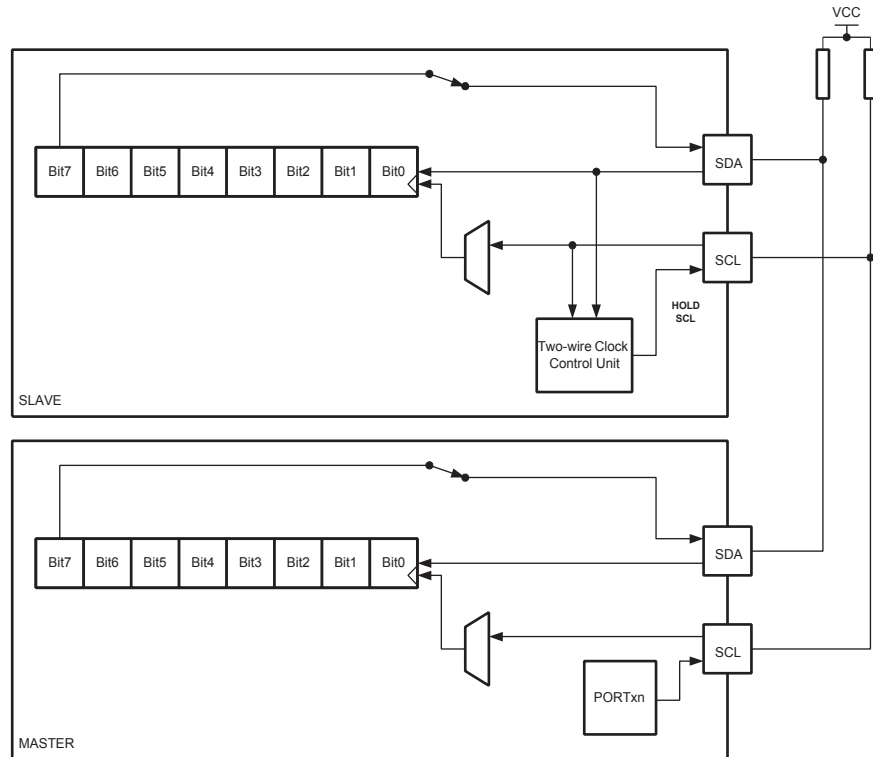 VCC
Bit7 Bit6 Bit5 Bit4 Bit3 Bit2 Bit1 Bit0
SDA
SCL
HOLD
SCL
Two-wire Clock
Control Unit
SLAVE
Bit7 Bit6 Bit5 Bit4 Bit3 Bit2 Bit1 Bit0
SDA
SCL
PORTxn
MASTER